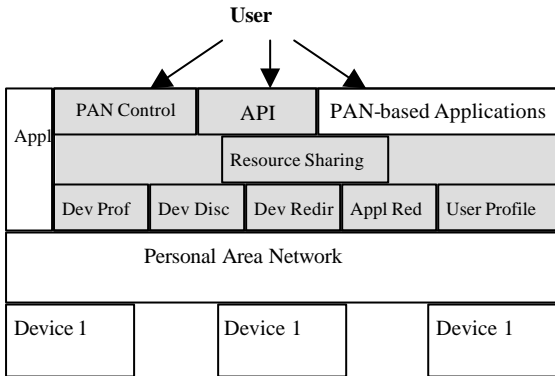 User
PAN Control
API
PAN-based Applications
Appl
Resource Sharing
Dev Prof
Dev Disc
Dev Redir
Appl Red
User Profile
Personal Area Network
Device 1
Device 1
Device 1